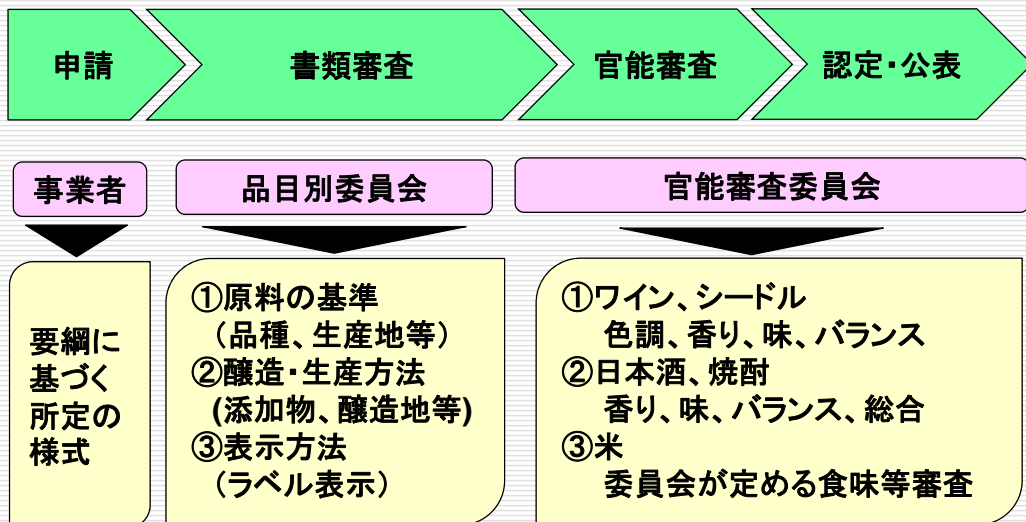 申請
書類審査
官能審査
認定・公表
事業者
品目別委員会
官能審査委員会
要綱に
基づく
所定の
様式
①原料の基準
（品種、生産地等）
②醸造・生産方法
(添加物、醸造地等)
③表示方法
（ラベル表示）
①ワイン、シードル
色調、香り、味、バランス
②日本酒、焼酎
香り、味、バランス、総合
③米
委員会が定める食味等審査